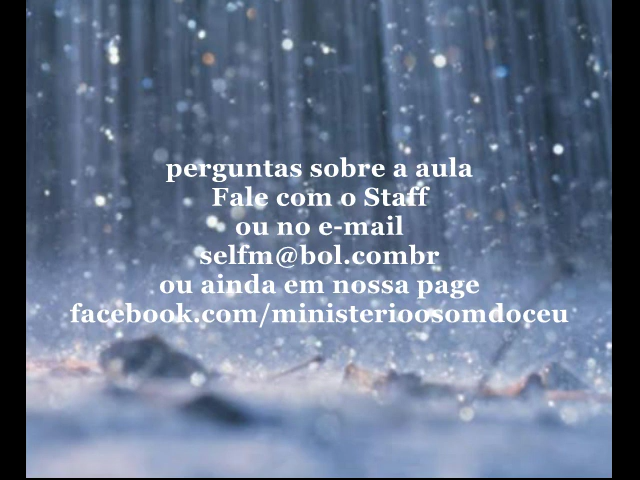 perguntas sobre a aula
Fale com o Staff
ou no e-mail
selfm@bol.combr
ou ainda em nossa page
facebook.com/ministerioosomdoceu